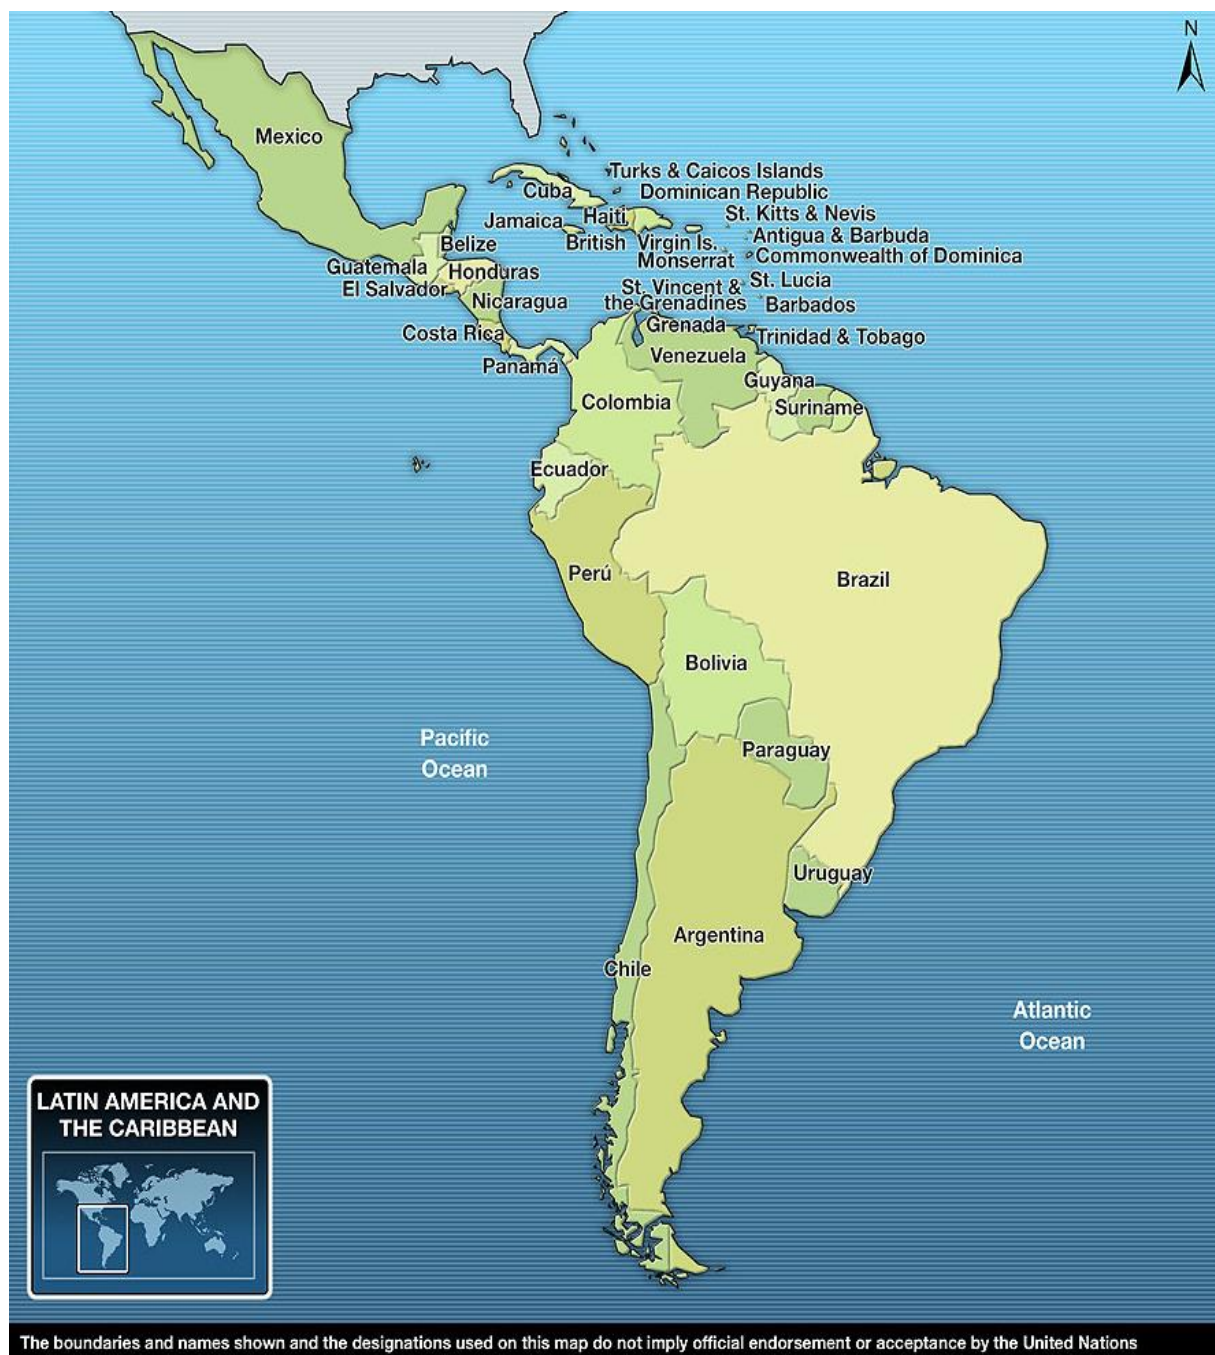 N
Mexico
Turks & Caicos Islands
Cuba
Dominican Republic
Jamaica
Haiti
St. Kitts & Nevis
British Virgin Is.
Antigua & Barbuda
Belize
Monserrat
Commonwealth of Dominica
Guatemala
Honduras
El Salvador
St. Vincent &
the Grenadines
St. Lucia
Nicaragua
Barbados
Costa Rica
Grenada
Trinidad & Tobago
Panamá
Venezuela
Guyana
Colombia
Suriname
Ecuador
Perú
Brazil
Bolivia
Pacific
Ocean
Paraguay
Uruguay
Argentina
Chile
Atlantic
Ocean
LATIN AMERICA AND
THE CARIBBEAN
The boundaries and names shown and the designations used on this map do not imply official endorsement or acceptance by the United Nations